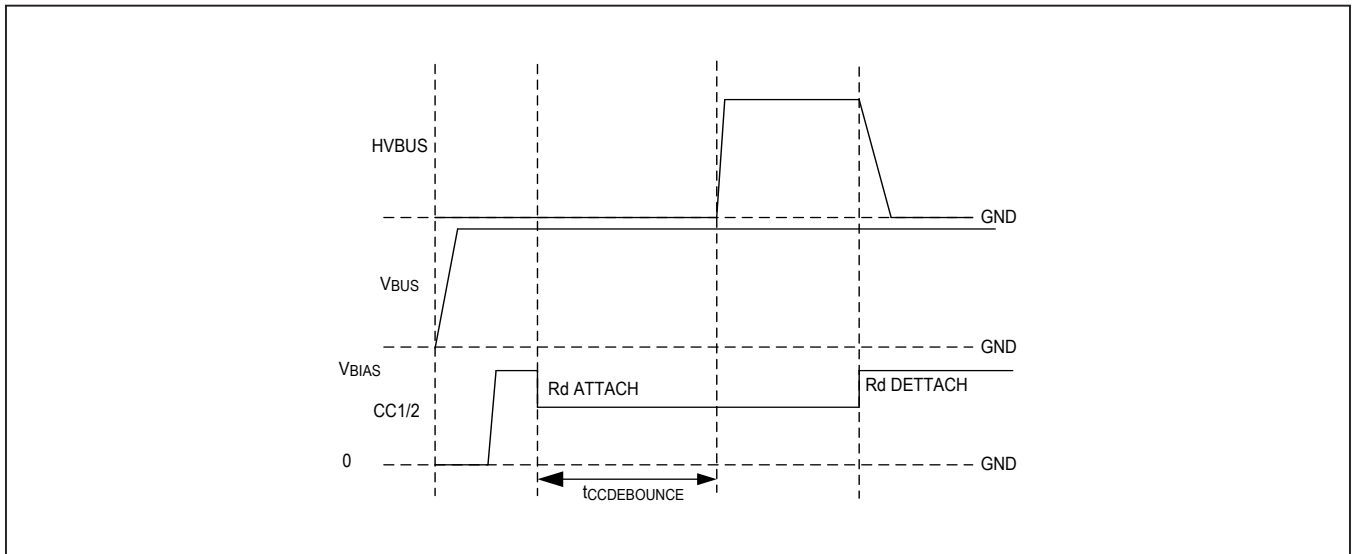 HVBUS
GND
VBUS
GND
VBIAS
Rd ATTACH
Rd DETTACH
CC1/2
0
GND
tCCDEBOUNCE